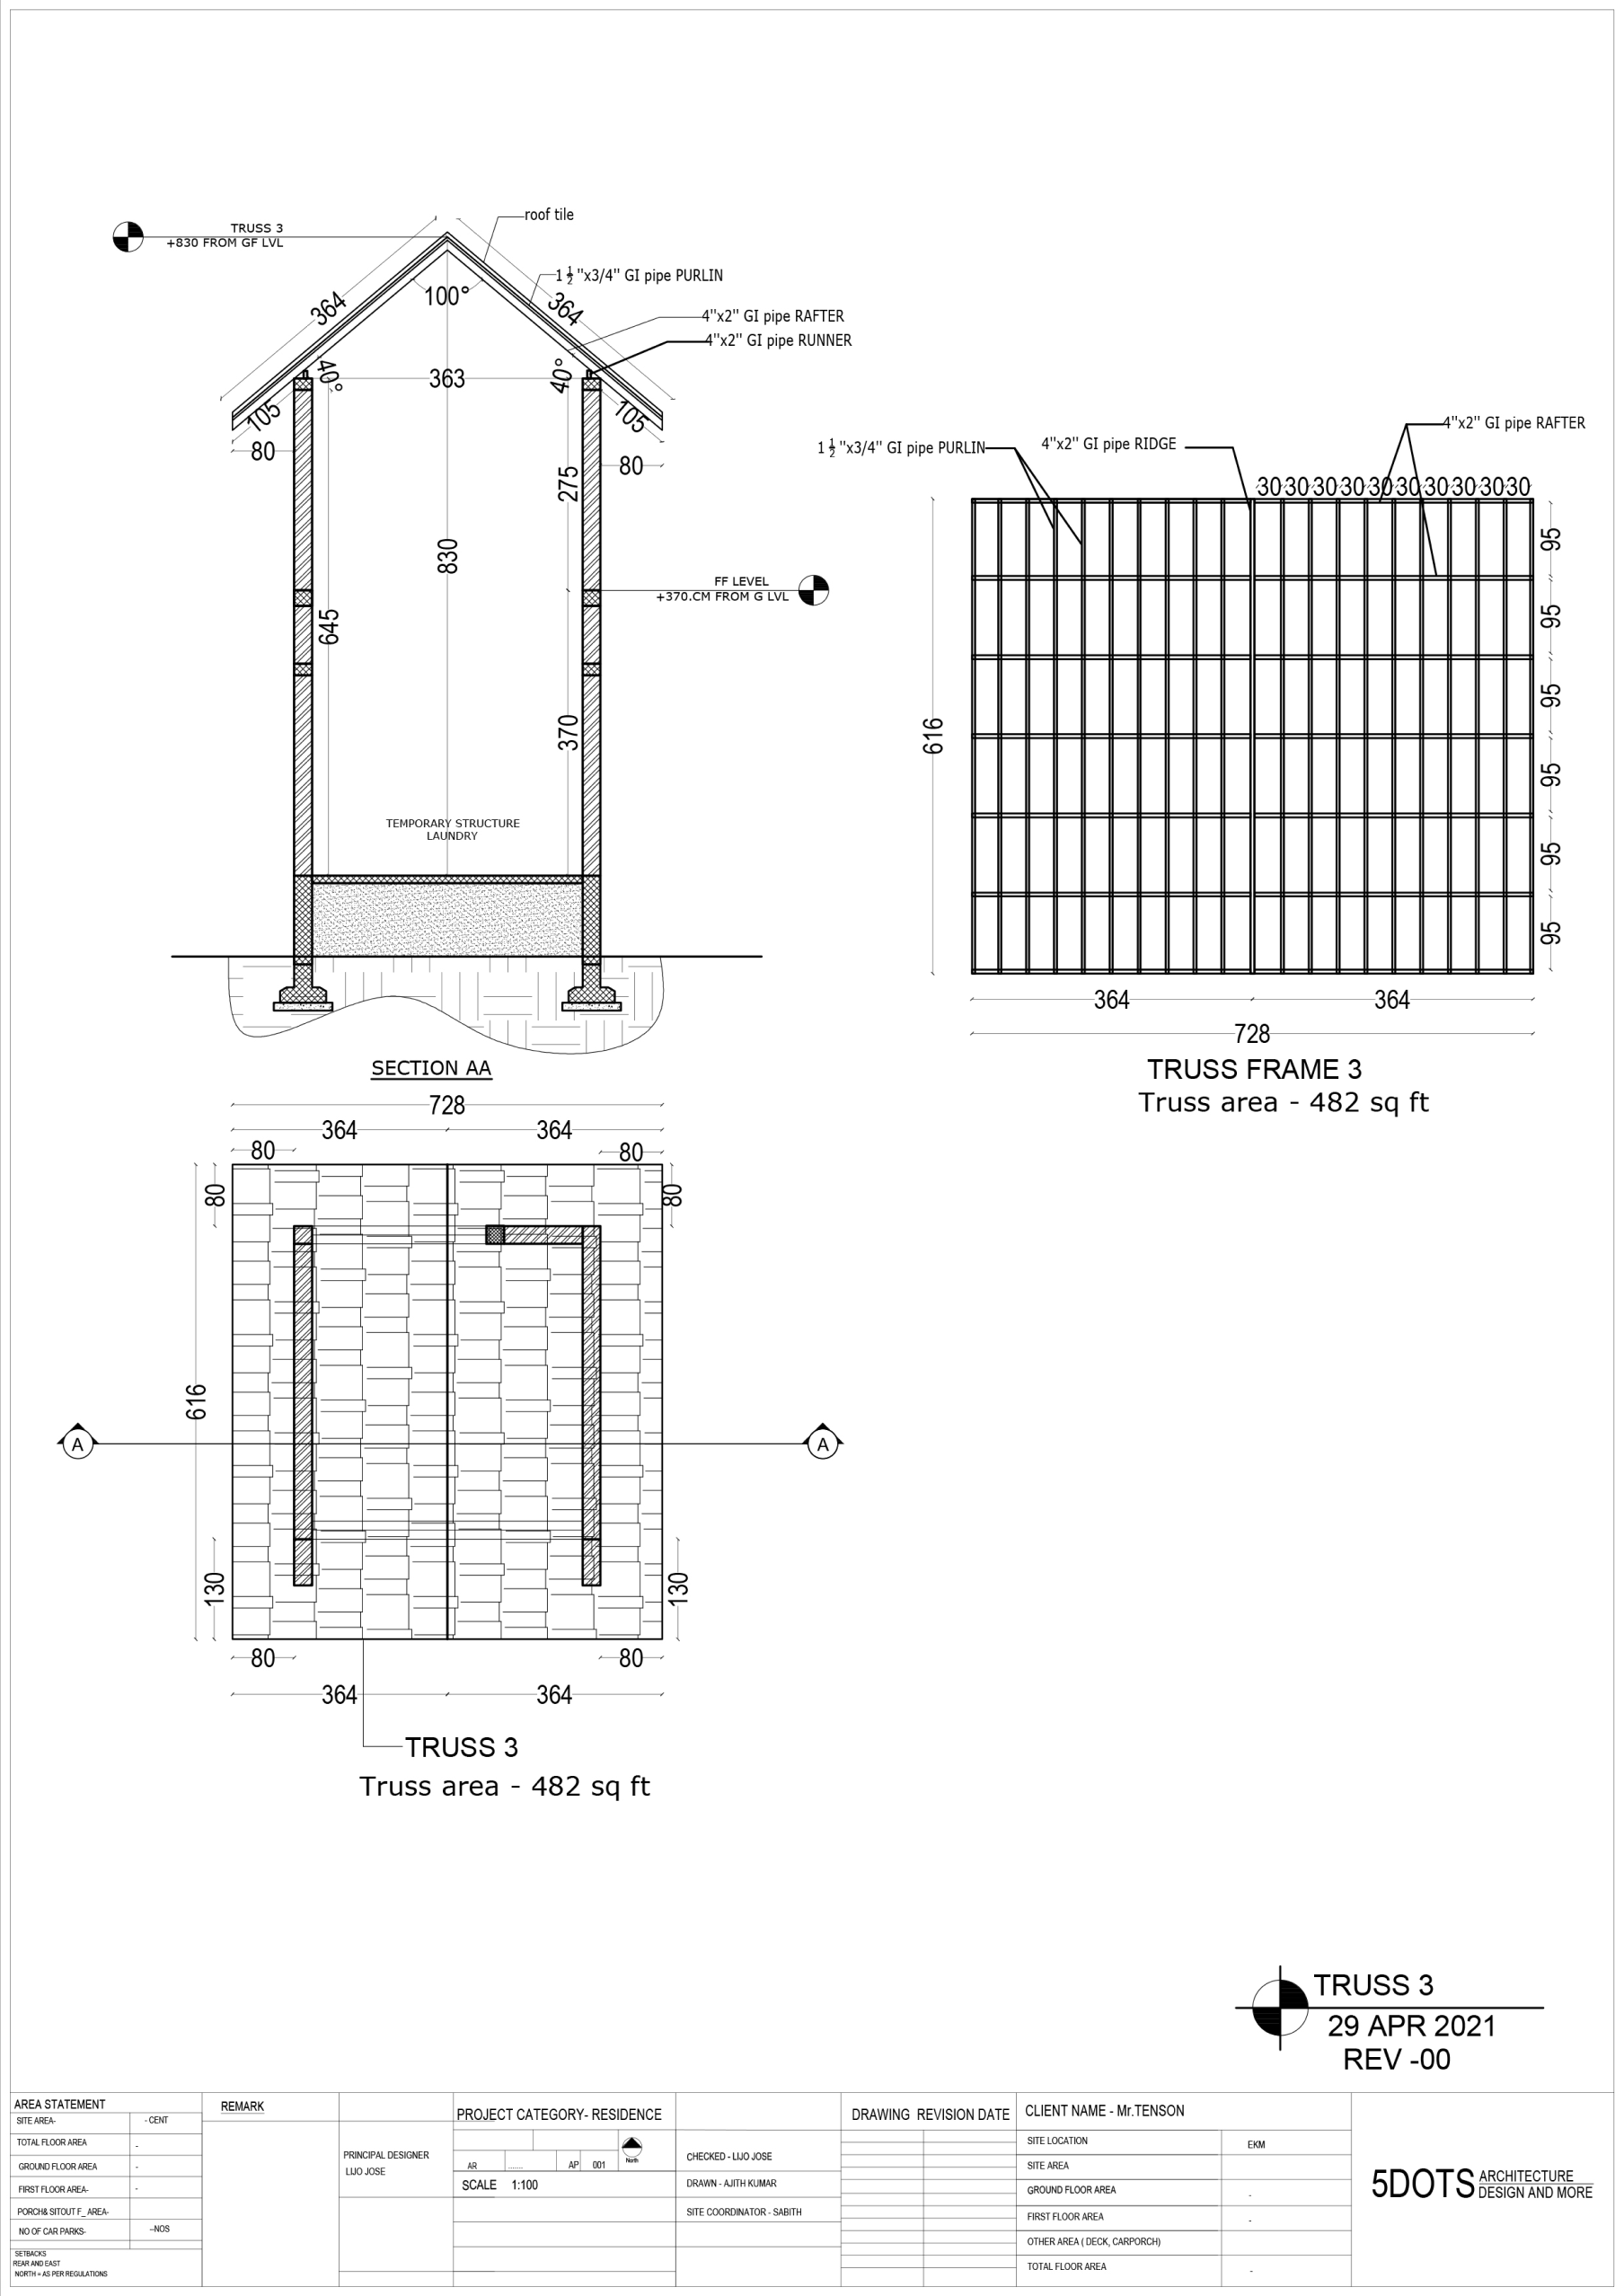 roof tile
TRUSS 3
+830 FROM GF LVL
1 1/2 "x3/4" GI pipe PURLIN
100°
364
364
4"x2" GI pipe RAFTER
4"x2" GI pipe RUNNER
40°
363
40°
105
105
80
80
275
830
FF LEVEL
+370.CM FROM G LVL
645
370
TEMPORARY STRUCTURE
LAUNDRY
SECTION AA
4"x2" GI pipe RAFTER
1 1/2 "x3/4" GI pipe PURLIN
4"x2" GI pipe RIDGE
30 30 30 30 30 30 30 30 30 30
95
95
95
95
95
95
616
364 364
728
TRUSS FRAME 3
Truss area - 482 sq ft
728
364 364
80 80
80 80
616
A A
130 130
80 80
364 364
TRUSS 3
Truss area - 482 sq ft
TRUSS 3
29 APR 2021
REV -00
AREA STATEMENT
SITE AREA- - CENT
TOTAL FLOOR AREA -
GROUND FLOOR AREA -
FIRST FLOOR AREA- -
PORCH& SITOUT F_ AREA-
NO OF CAR PARKS- --NOS
SETBACKS
REAR AND EAST
NORTH = AS PER REGULATIONS
REMARK
PRINCIPAL DESIGNER
LIJO JOSE
PROJECT CATEGORY- RESIDENCE
AR ....... AP 001
North
SCALE 1:100
CHECKED - LIJO JOSE
DRAWN - AJITH KUMAR
SITE COORDINATOR - SABITH
DRAWING REVISION DATE
CLIENT NAME - Mr.TENSON
SITE LOCATION EKM
SITE AREA
GROUND FLOOR AREA -
FIRST FLOOR AREA -
OTHER AREA ( DECK, CARPORCH)
TOTAL FLOOR AREA -
5DOTS ARCHITECTURE
DESIGN AND MORE